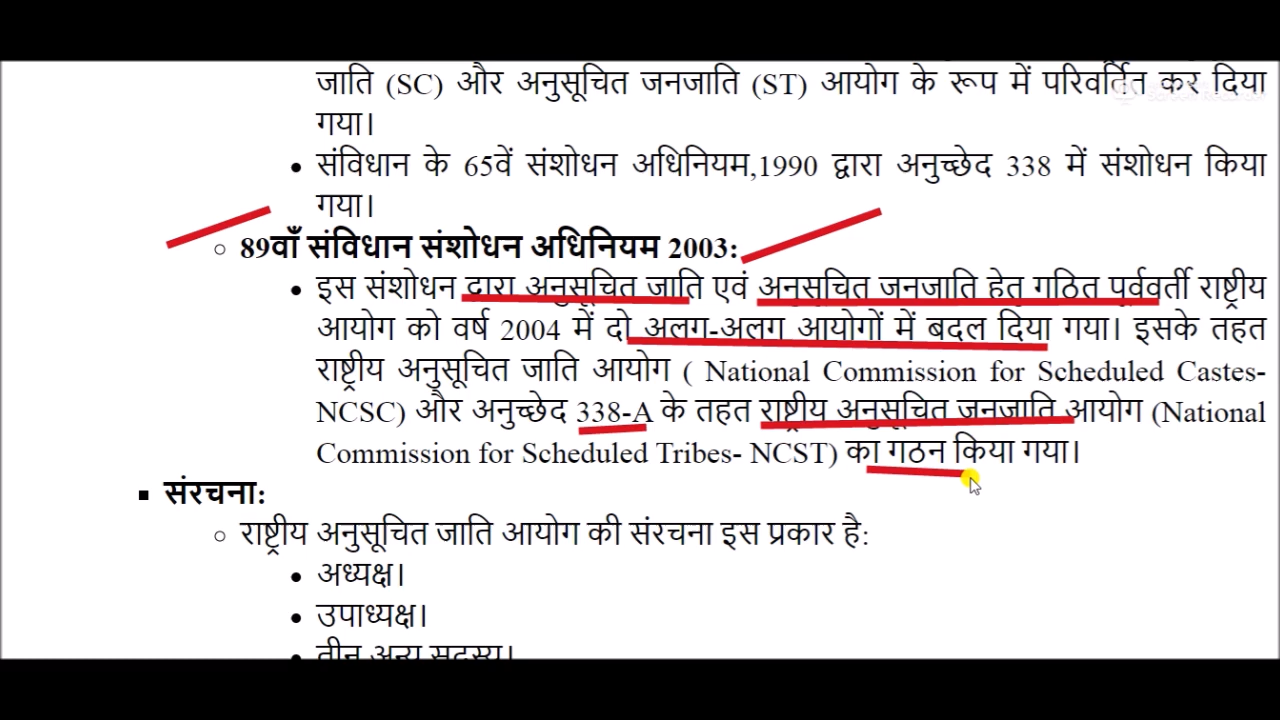 जाति (SC) और अनुसूचित जनजाति (ST) आयोग के रूप में परिवर्तित कर दिया
गया।
• संविधान के 65वें संशोधन अधिनियम,1990 द्वारा अनुच्छेद 338 में संशोधन किया
गया।
○ 89वाँ संविधान संशोधन अधिनियम 2003:
• इस संशोधन द्वारा अनुसूचित जाति एवं अनुसूचित जनजाति हेतु गठित पूर्ववर्ती राष्ट्रीय
आयोग को वर्ष 2004 में दो अलग-अलग आयोगों में बदल दिया गया। इसके तहत
राष्ट्रीय अनुसूचित जाति आयोग ( National Commission for Scheduled Castes-
NCSC) और अनुच्छेद 338-A के तहत राष्ट्रीय अनुसूचित जनजाति आयोग (National
Commission for Scheduled Tribes- NCST) का गठन किया गया।
▪ संरचना:
○ राष्ट्रीय अनुसूचित जाति आयोग की संरचना इस प्रकार है:
• अध्यक्ष।
• उपाध्यक्ष।
• तीन अन्य सदस्य।